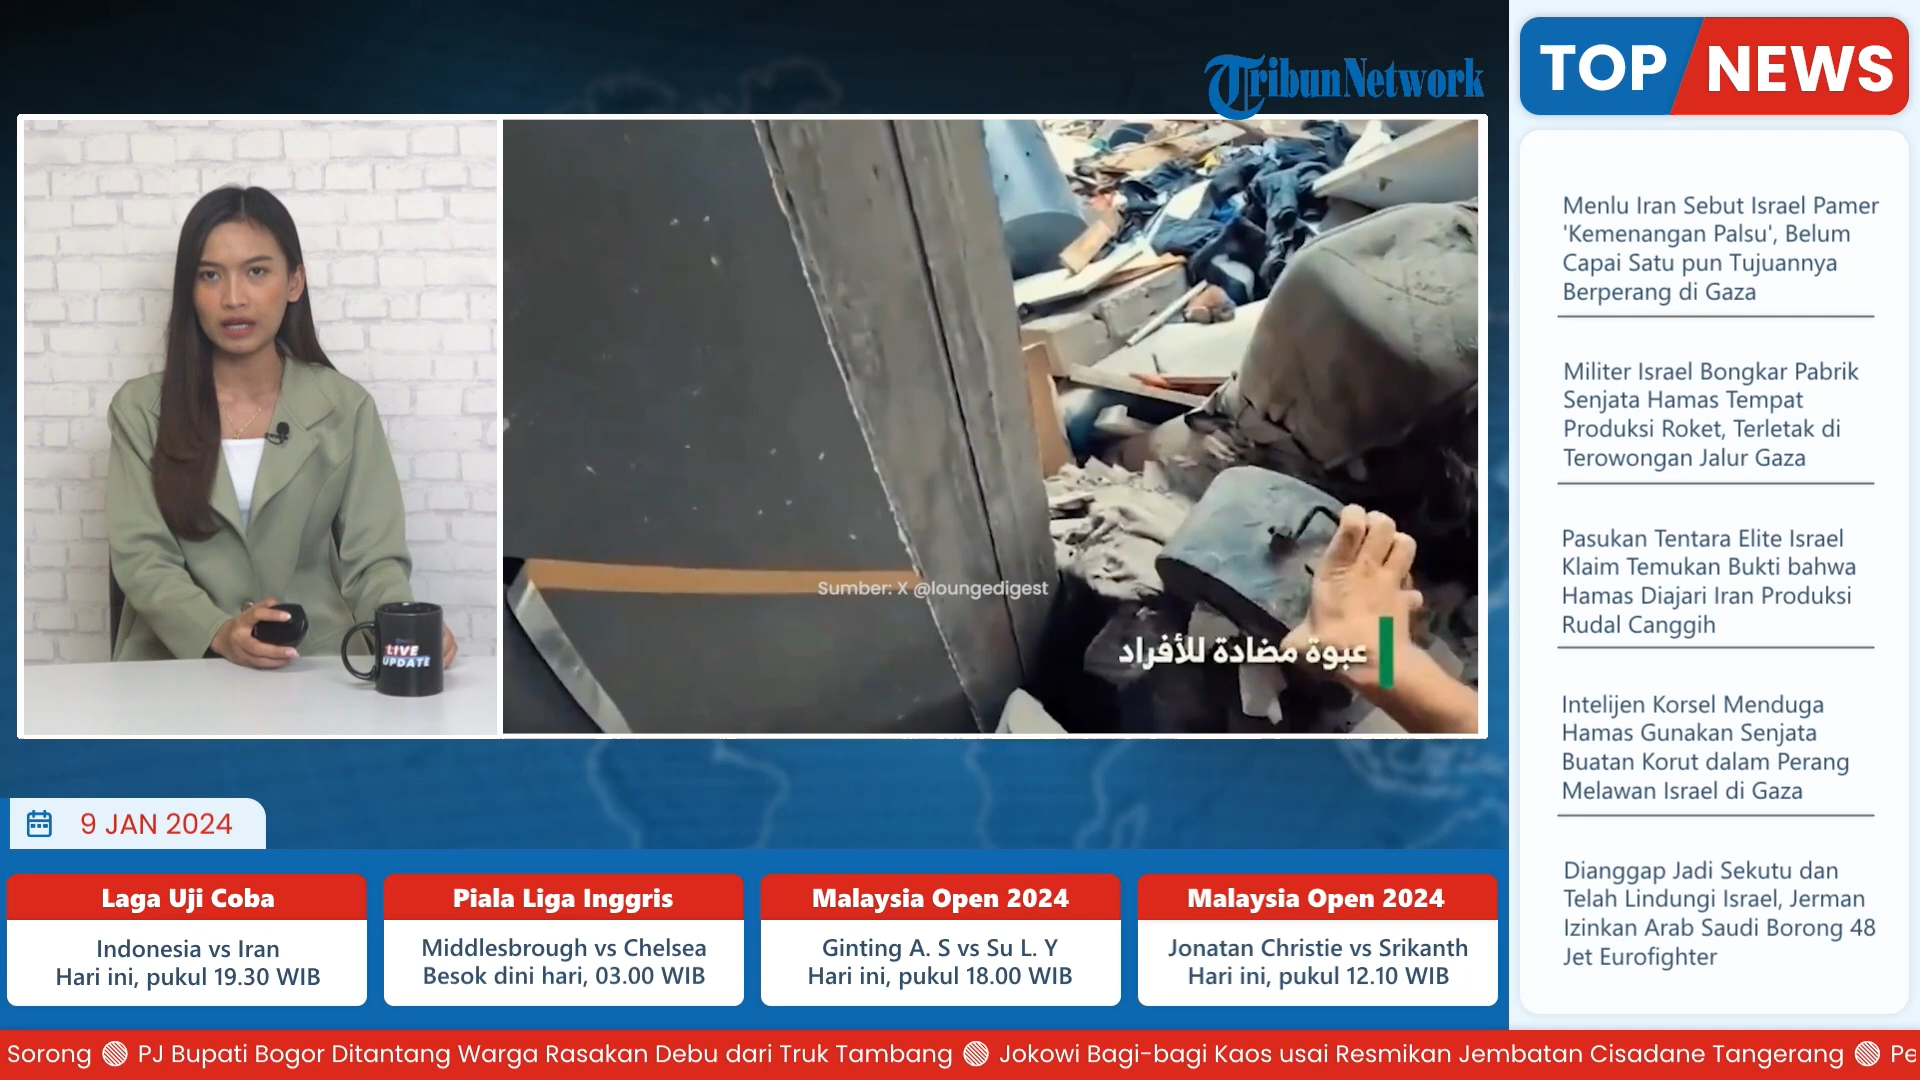 TribunNetwork
TOP NEWS
Sumber: X @loungedigest
عبوة مضادة للأفراد
LIVE
UPDATE
Menlu Iran Sebut Israel Pamer
'Kemenangan Palsu', Belum
Capai Satu pun Tujuannya
Berperang di Gaza
Militer Israel Bongkar Pabrik
Senjata Hamas Tempat
Produksi Roket, Terletak di
Terowongan Jalur Gaza
Pasukan Tentara Elite Israel
Klaim Temukan Bukti bahwa
Hamas Diajari Iran Produksi
Rudal Canggih
Intelijen Korsel Menduga
Hamas Gunakan Senjata
Buatan Korut dalam Perang
Melawan Israel di Gaza
Dianggap Jadi Sekutu dan
Telah Lindungi Israel, Jerman
Izinkan Arab Saudi Borong 48
Jet Eurofighter
9 JAN 2024
Laga Uji Coba
Indonesia vs Iran
Hari ini, pukul 19.30 WIB
Piala Liga Inggris
Middlesbrough vs Chelsea
Besok dini hari, 03.00 WIB
Malaysia Open 2024
Ginting A. S vs Su L. Y
Hari ini, pukul 18.00 WIB
Malaysia Open 2024
Jonatan Christie vs Srikanth
Hari ini, pukul 12.10 WIB
Sorong PJ Bupati Bogor Ditantang Warga Rasakan Debu dari Truk Tambang Jokowi Bagi-bagi Kaos usai Resmikan Jembatan Cisadane Tangerang Pe